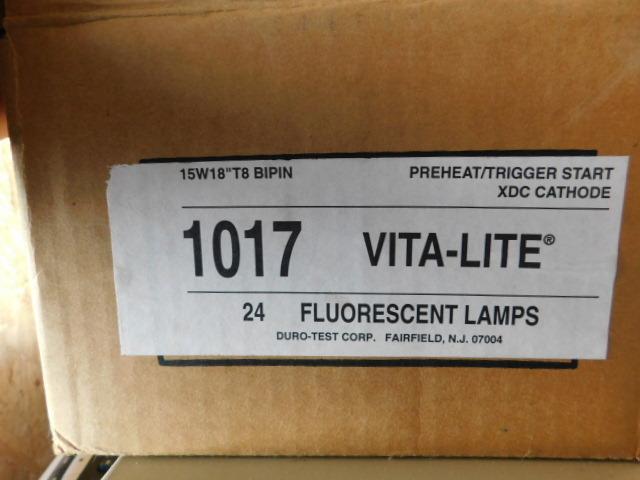 15W18"T8 BIPIN PREHEAT/TRIGGER START
XDC CATHODE
1017 VITA-LITE®
24 FLUORESCENT LAMPS
DURO-TEST CORP. FAIRFIELD, N.J. 07004